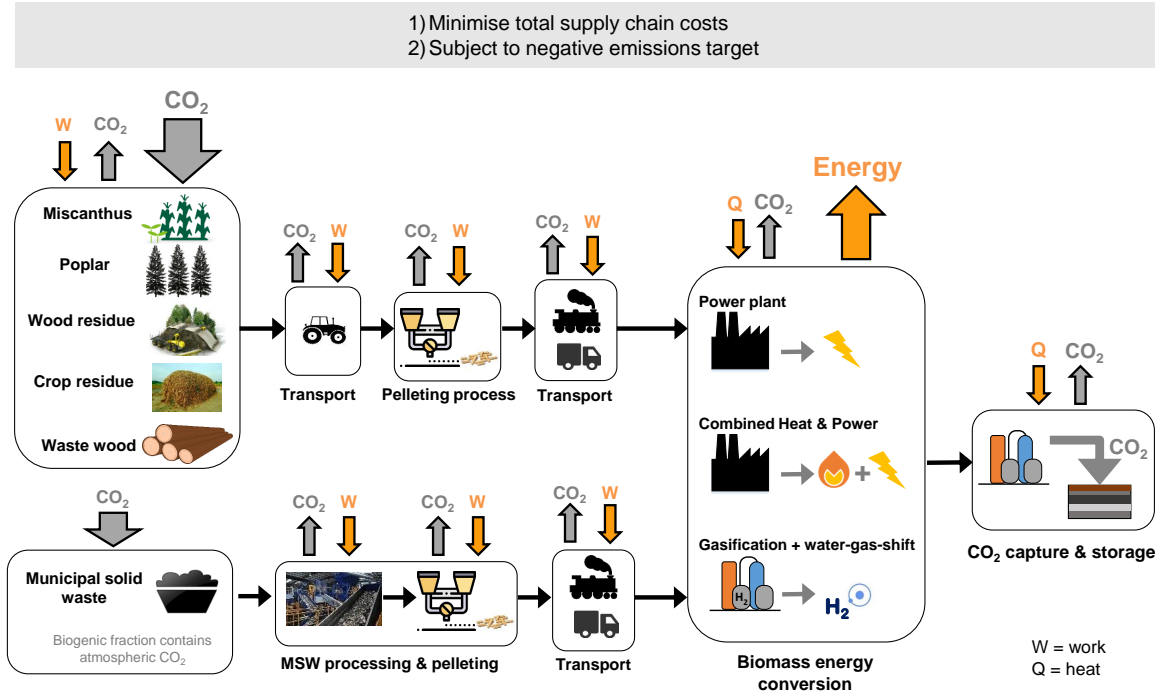 1) Minimise total supply chain costs
2) Subject to negative emissions target
CO2
W
CO2
Miscanthus
Poplar
Wood residue
Crop residue
Waste wood
CO2
W
Transport
CO2
W
Pelleting process
CO2
W
Transport
Q
CO2
Energy
Power plant
Combined Heat & Power
+
Gasification + water-gas-shift
H2
H2
Biomass energy
conversion
Q
CO2
CO2
CO2 capture & storage
CO2
Municipal solid
waste
Biogenic fraction contains
atmospheric CO2
CO2
W
CO2
W
MSW processing & pelleting
CO2
W
Transport
W = work
Q = heat